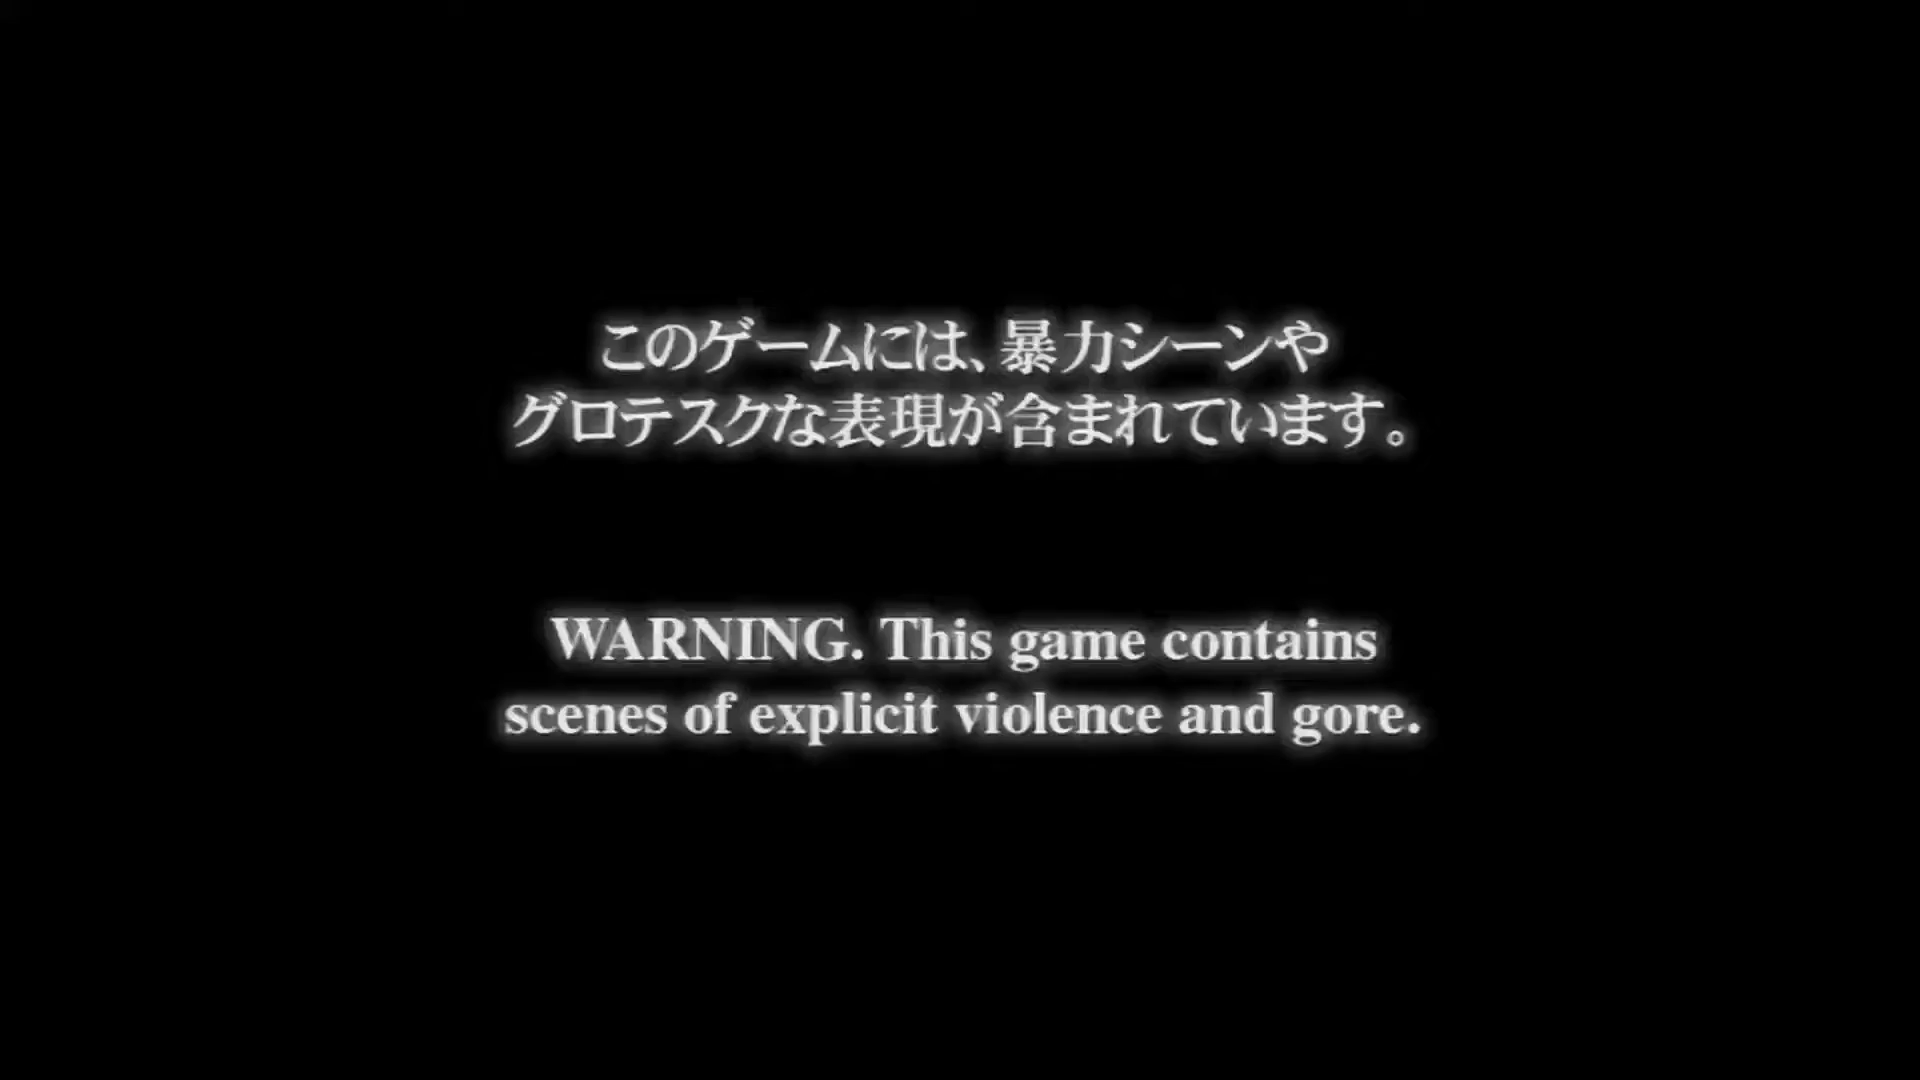 このゲームには、暴力シーンや
グロテスクな表現が含まれています。
WARNING. This game contains
scenes of explicit violence and gore.